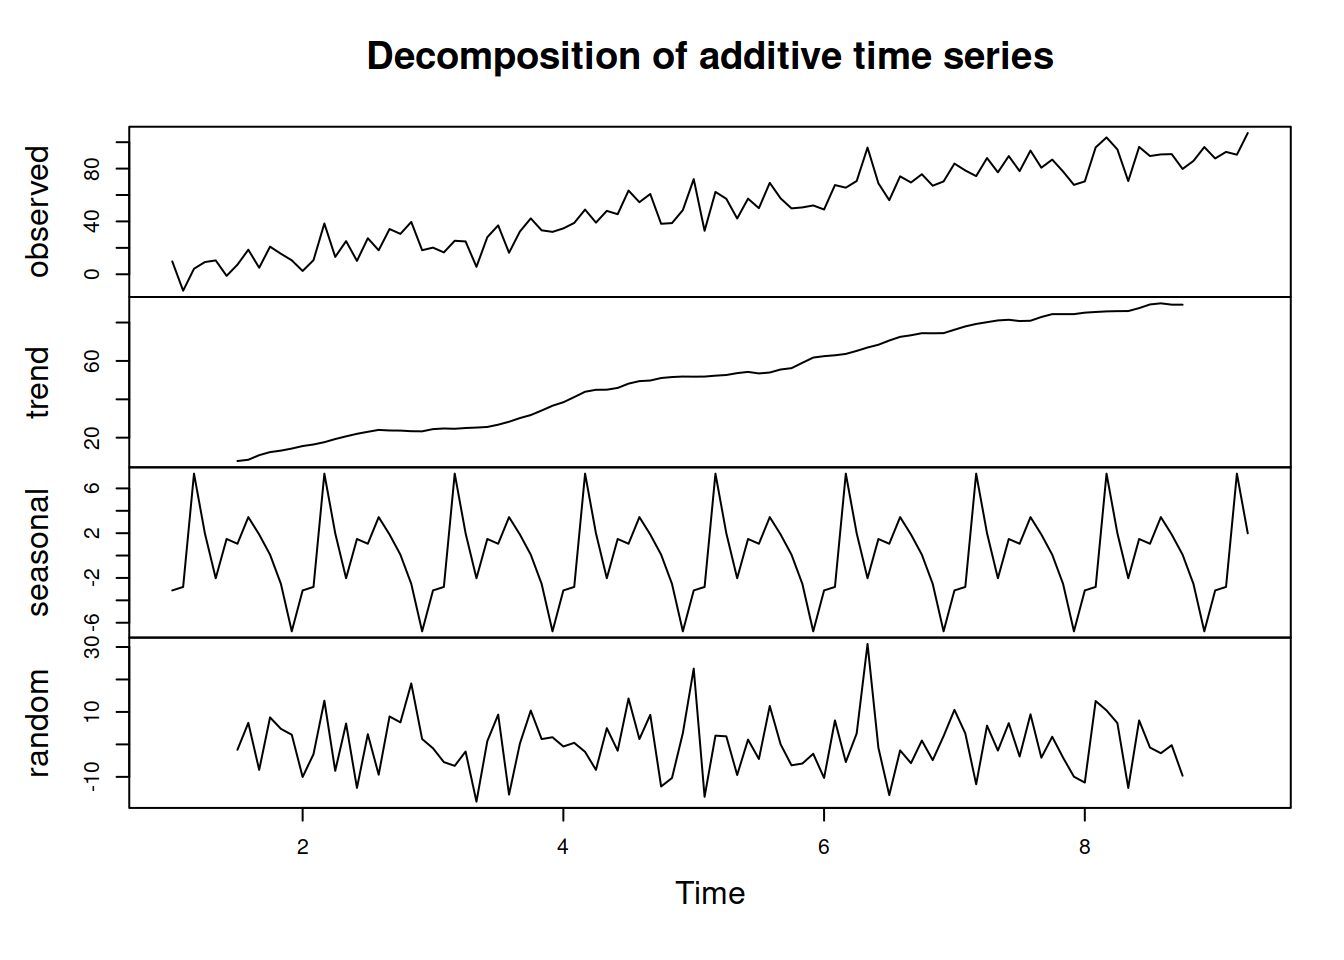 Decomposition of additive time series
observed
0 40 80
trend
20 60
seasonal
-6 -2 2 6
random
-10 10 30
2 4 6 8
Time